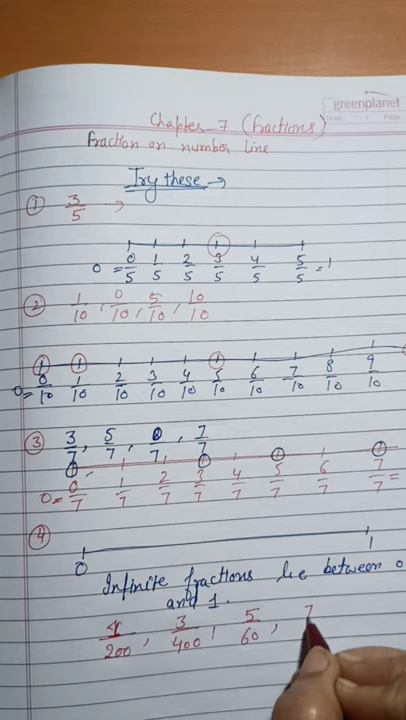 greenplanet
Date: / / Page:
Chapter 7 (fractions)
fraction on number line
Try these →
① 3/5 →
0 = 0/5 1/5 2/5 3/5 4/5 5/5 = 1
② 1/10, 0/10, 5/10, 10/10
0 = 0/10 1/10 2/10 3/10 4/10 5/10 6/10 7/10 8/10 9/10
③ 3/7, 5/7, 0/7, 7/7
0 = 0/7 1/7 2/7 3/7 4/7 5/7 6/7 7/7 =
④
0 1
Infinite fractions lie between 0
and 1.
/200, 3/400, 5/60, 7